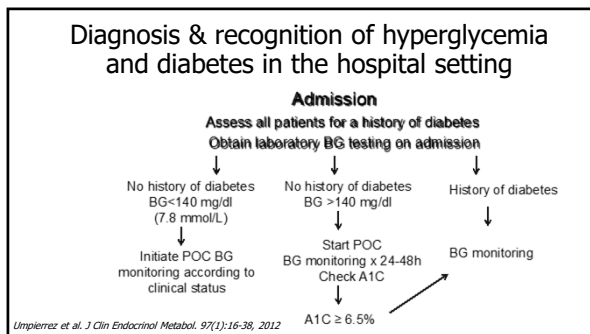 Diagnosis & recognition of hyperglycemia
and diabetes in the hospital setting
Admission
Assess all patients for a history of diabetes
Obtain laboratory BG testing on admission
No history of diabetes
BG<140 mg/dl
(7.8 mmol/L)
Initiate POC BG
monitoring according to
clinical status
No history of diabetes
BG >140 mg/dl
Start POC
BG monitoring x 24-48h
Check A1C
A1C ≥ 6.5%
History of diabetes
BG monitoring
Umpierrez et al. J Clin Endocrinol Metabol. 97(1):16-38, 2012